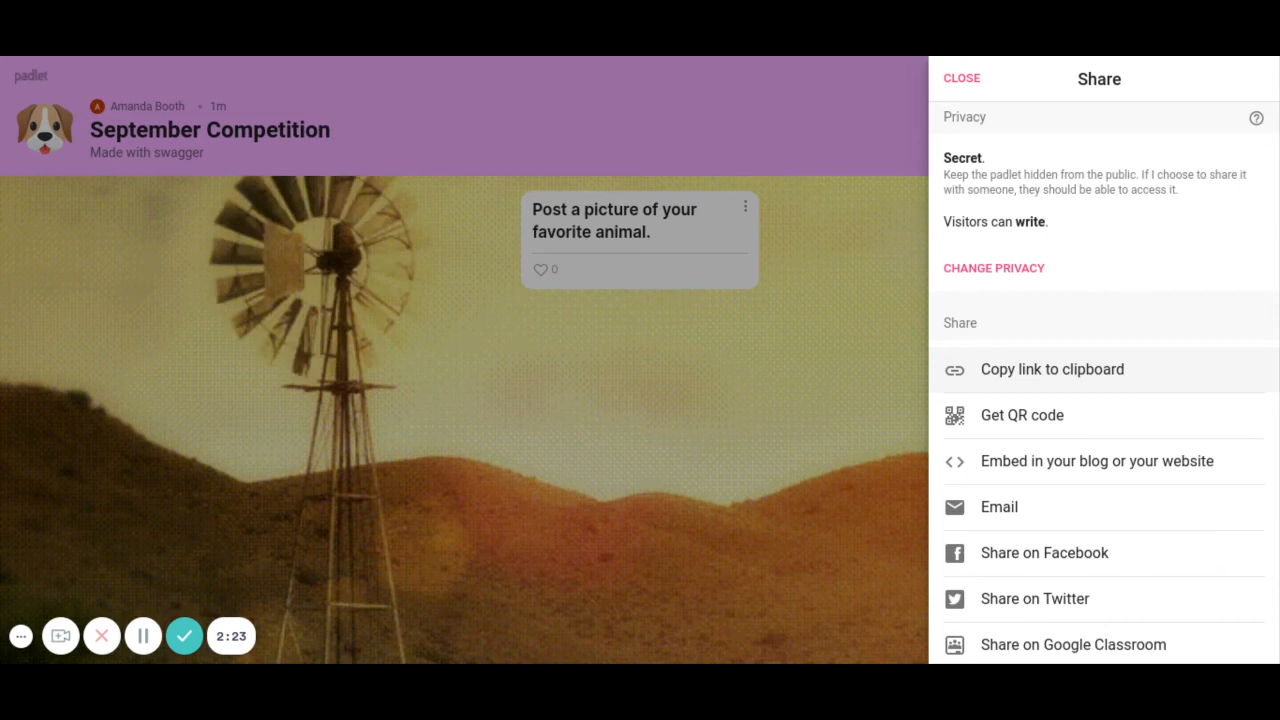 padlet
A Amanda Booth • 1m
September Competition
Made with swagger
Post a picture of your
favorite animal.
0
2:23
CLOSE
Share
Privacy
Secret.
Keep the padlet hidden from the public. If I choose to share it
with someone, they should be able to access it.
Visitors can write.
CHANGE PRIVACY
Share
Copy link to clipboard
Get QR code
Embed in your blog or your website
Email
Share on Facebook
Share on Twitter
Share on Google Classroom